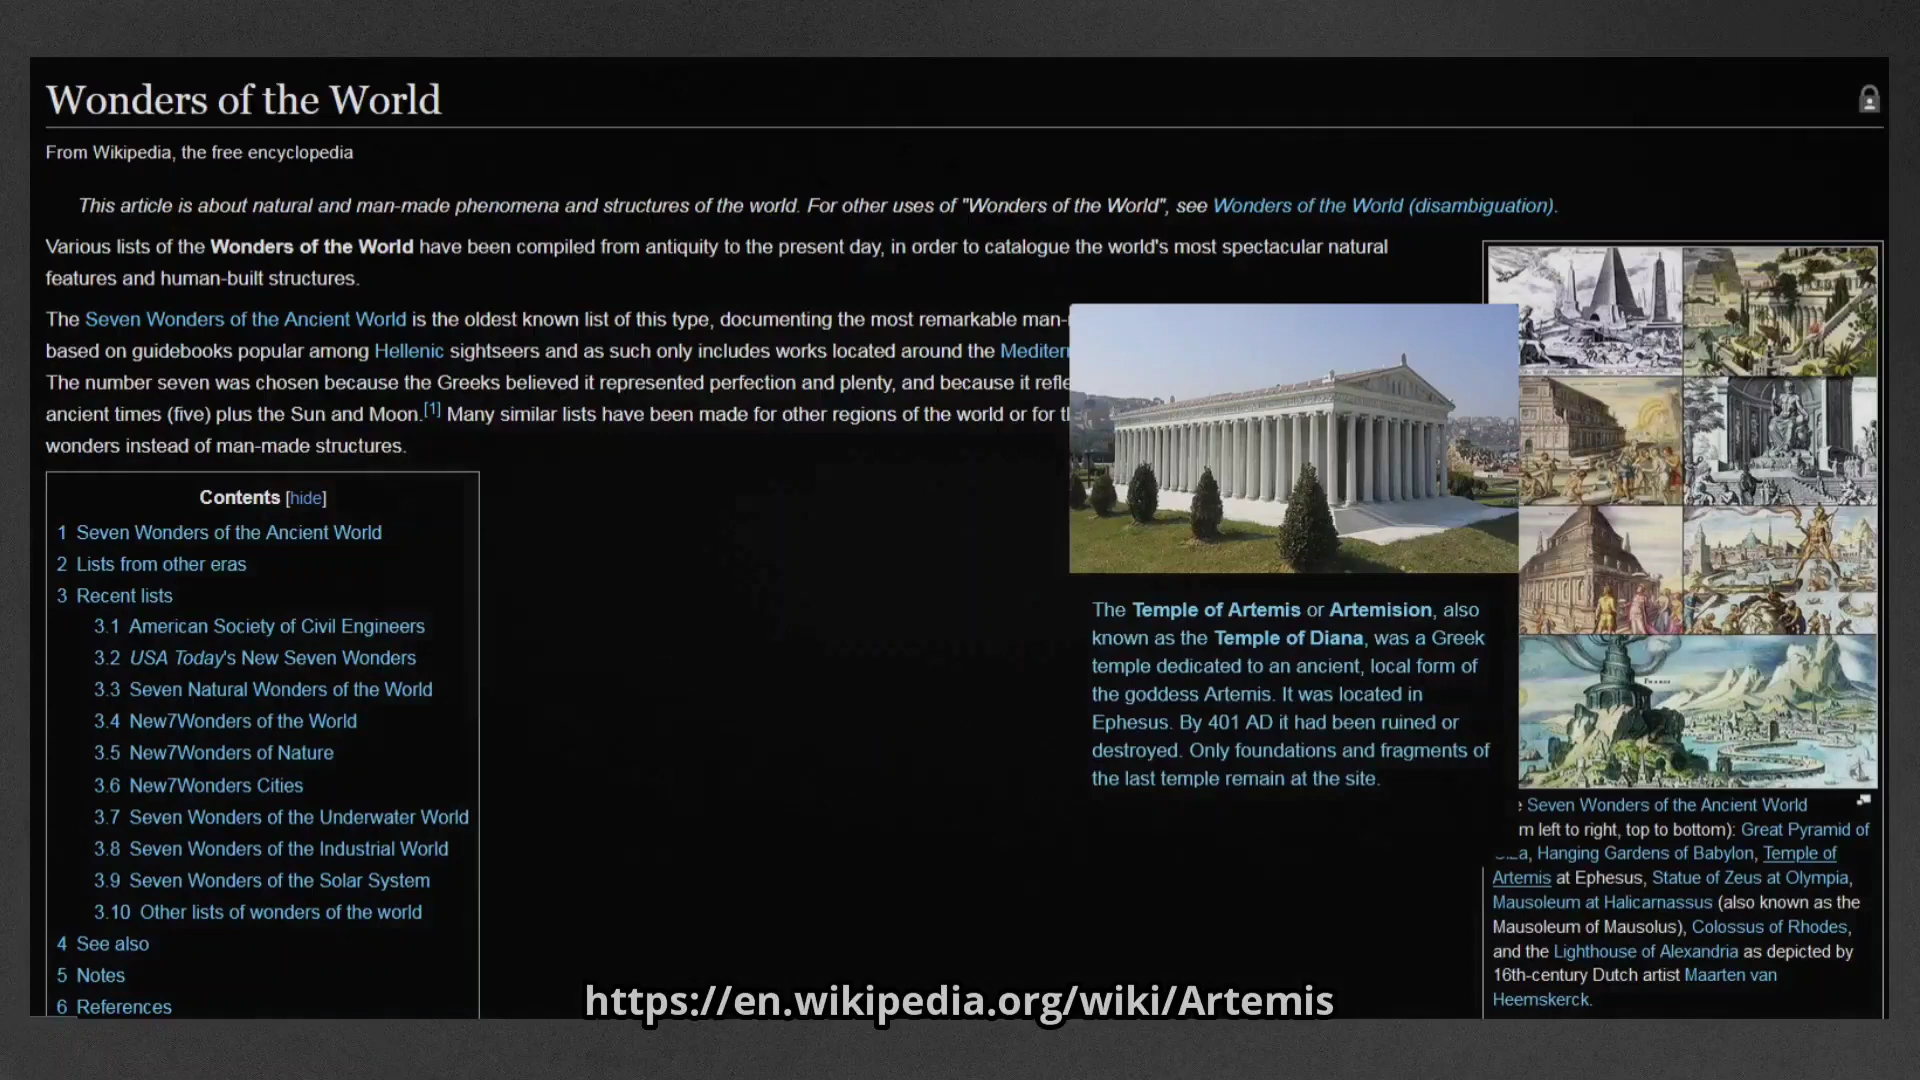 Wonders of the World
From Wikipedia, the free encyclopedia
This article is about natural and man-made phenomena and structures of the world. For other uses of "Wonders of the World", see Wonders of the World (disambiguation).
Various lists of the Wonders of the World have been compiled from antiquity to the present day, in order to catalogue the world's most spectacular natural
features and human-built structures.
The Seven Wonders of the Ancient World is the oldest known list of this type, documenting the most remarkable man-
based on guidebooks popular among Hellenic sightseers and as such only includes works located around the Mediterr
The number seven was chosen because the Greeks believed it represented perfection and plenty, and because it refle
ancient times (five) plus the Sun and Moon.[1] Many similar lists have been made for other regions of the world or for
wonders instead of man-made structures.
Contents [hide]
1 Seven Wonders of the Ancient World
2 Lists from other eras
3 Recent lists
3.1 American Society of Civil Engineers
3.2 USA Today's New Seven Wonders
3.3 Seven Natural Wonders of the World
3.4 New7Wonders of the World
3.5 New7Wonders of Nature
3.6 New7Wonders Cities
3.7 Seven Wonders of the Underwater World
3.8 Seven Wonders of the Industrial World
3.9 Seven Wonders of the Solar System
3.10 Other lists of wonders of the world
4 See also
5 Notes
6 References
The Temple of Artemis or Artemision, also
known as the Temple of Diana, was a Greek
temple dedicated to an ancient, local form of
the goddess Artemis. It was located in
Ephesus. By 401 AD it had been ruined or
destroyed. Only foundations and fragments of
the last temple remain at the site.
Seven Wonders of the Ancient World
m left to right, top to bottom): Great Pyramid of
Hanging Gardens of Babylon, Temple of
Artemis at Ephesus, Statue of Zeus at Olympia,
Mausoleum at Halicarnassus (also known as the
Mausoleum of Mausolus), Colossus of Rhodes,
and the Lighthouse of Alexandria as depicted by
16th-century Dutch artist Maarten van
Heemskerck.
https://en.wikipedia.org/wiki/Artemis